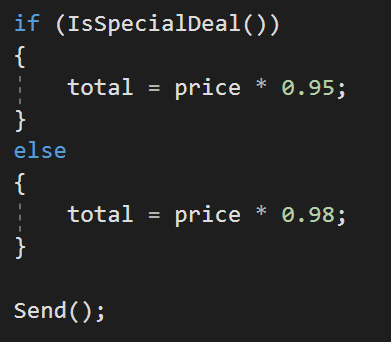 if (IsSpecialDeal())
{
    total = price * 0.95;
}
else
{
    total = price * 0.98;
}

Send();